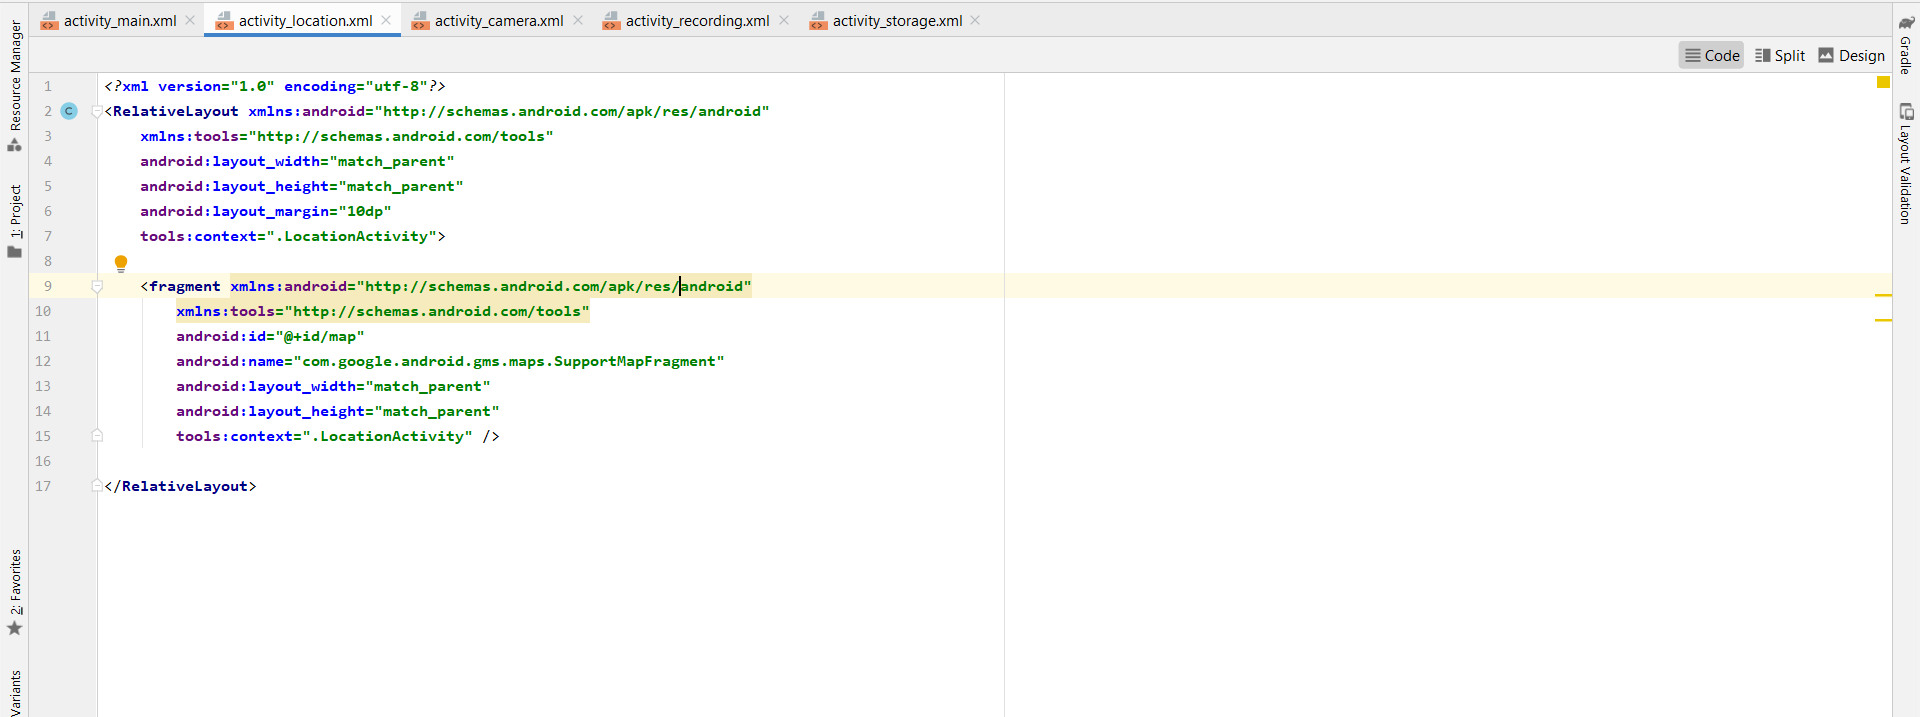 activity_main.xml activity_location.xml activity_camera.xml activity_recording.xml activity_storage.xml
Code Split Design
Resource Manager
1: Project
2: Favorites
Variants
1 <?xml version="1.0" encoding="utf-8"?>
2 C <RelativeLayout xmlns:android="http://schemas.android.com/apk/res/android"
3 xmlns:tools="http://schemas.android.com/tools"
4 android:layout_width="match_parent"
5 android:layout_height="match_parent"
6 android:layout_margin="10dp"
7 tools:context=".LocationActivity">
8
9 <fragment xmlns:android="http://schemas.android.com/apk/res/android"
10 xmlns:tools="http://schemas.android.com/tools"
11 android:id="@+id/map"
12 android:name="com.google.android.gms.maps.SupportMapFragment"
13 android:layout_width="match_parent"
14 android:layout_height="match_parent"
15 tools:context=".LocationActivity" />
16
17 </RelativeLayout>
Gradle
Layout Validation